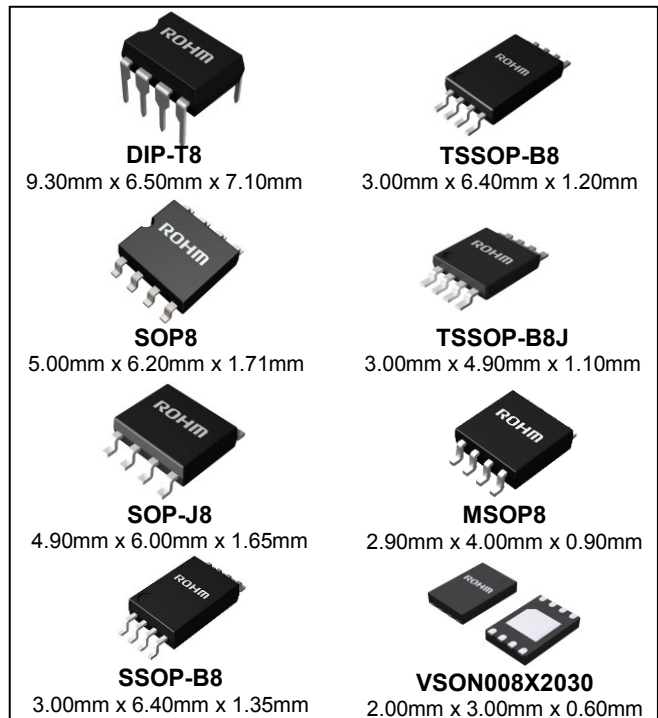 ROHM
DIP-T8
9.30mm x 6.50mm x 7.10mm
ROHM
TSSOP-B8
3.00mm x 6.40mm x 1.20mm
ROHM
SOP8
5.00mm x 6.20mm x 1.71mm
ROHM
TSSOP-B8J
3.00mm x 4.90mm x 1.10mm
ROHM
SOP-J8
4.90mm x 6.00mm x 1.65mm
ROHM
MSOP8
2.90mm x 4.00mm x 0.90mm
ROHM
SSOP-B8
3.00mm x 6.40mm x 1.35mm
ROHM
VSON008X2030
2.00mm x 3.00mm x 0.60mm